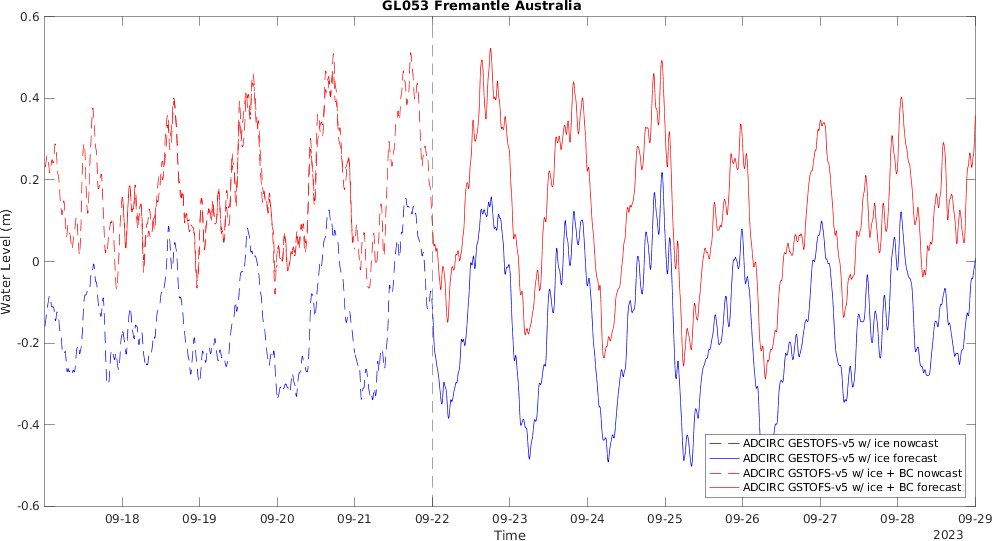 GL053 Fremantle Australia
Water Level (m)
0.6
0.4
0.2
0
-0.2
-0.4
-0.6
ADCIRC GESTOFS-v5 w/ ice nowcast
ADCIRC GESTOFS-v5 w/ ice forecast
ADCIRC GSTOFS-v5 w/ ice + BC nowcast
ADCIRC GSTOFS-v5 w/ ice + BC forecast
09-18 09-19 09-20 09-21 09-22 09-23 09-24 09-25 09-26 09-27 09-28 09-29
Time
2023